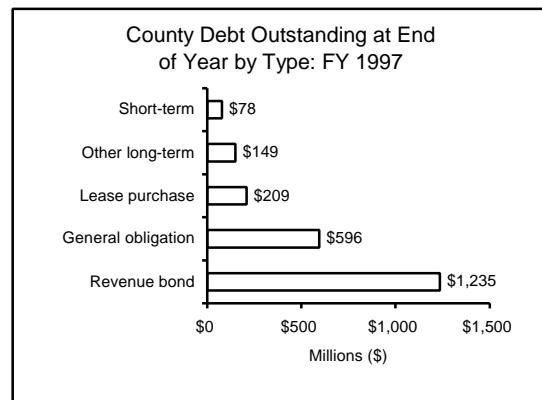 County Debt Outstanding at End
of Year by Type: FY 1997
Short-term $78
Other long-term $149
Lease purchase $209
General obligation $596
Revenue bond $1,235
$0 $500 $1,000 $1,500
Millions ($)